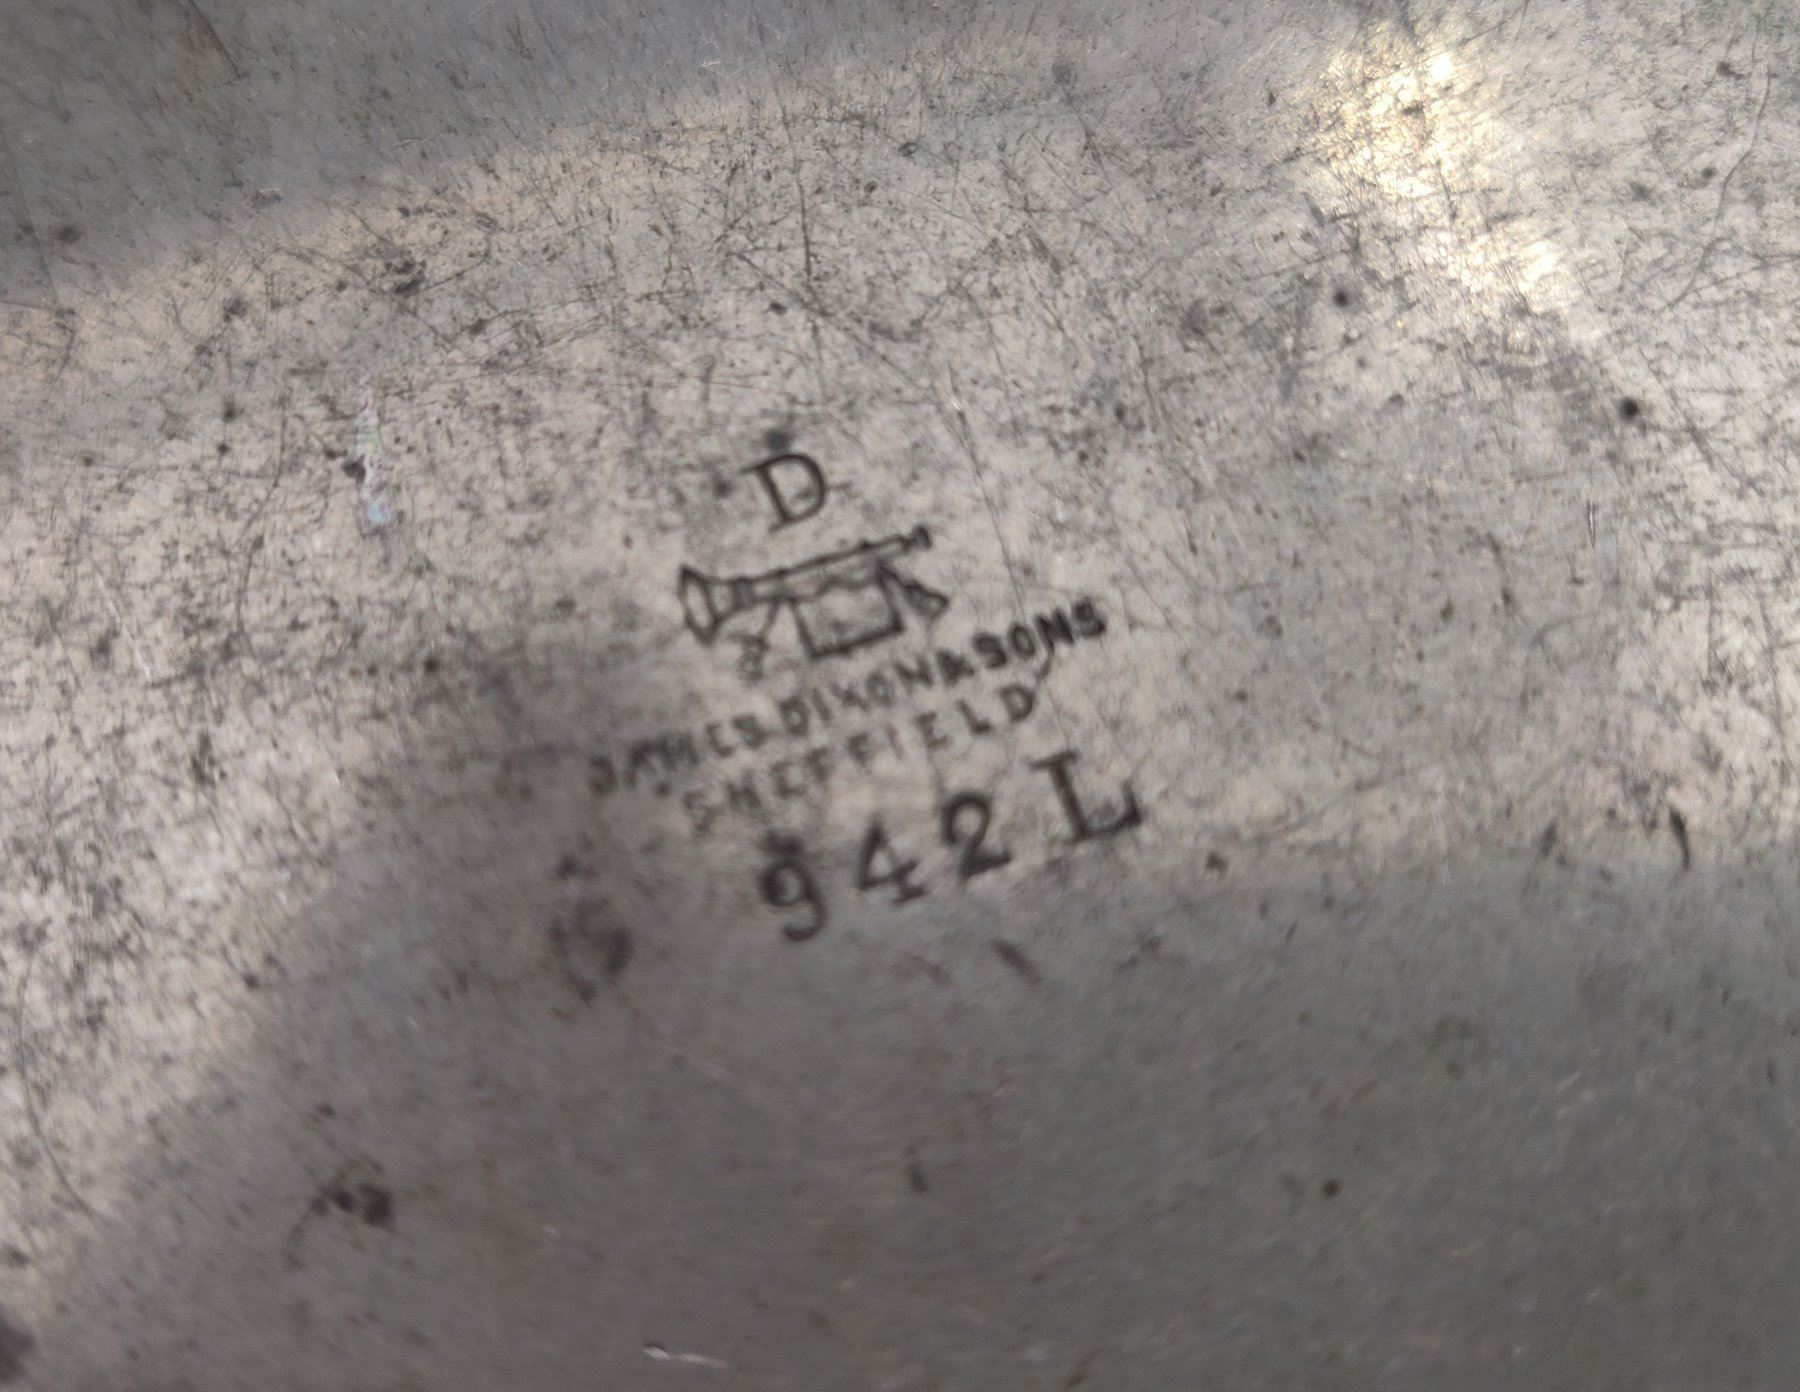 D
JAMES DIXON & SONS
SHEFFIELD
942 L